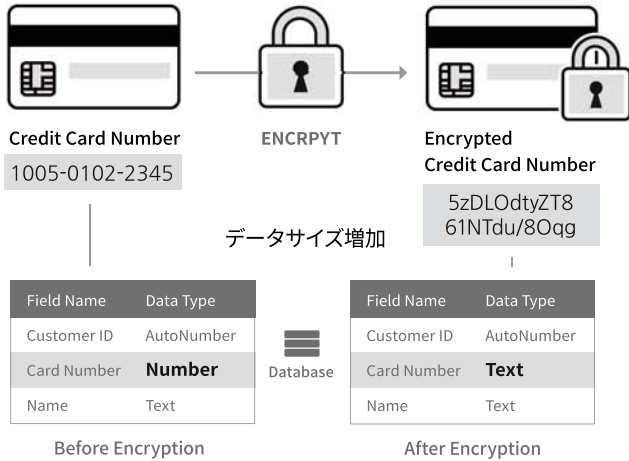 Credit Card Number
1005-0102-2345
ENCRPYT
Encrypted
Credit Card Number
5zDLOdtyZT8
61NTdu/8Oqg
データサイズ増加
Field Name Data Type
Customer ID AutoNumber
Card Number Number
Name Text
Before Encryption
Database
Field Name Data Type
Customer ID AutoNumber
Card Number Text
Name Text
After Encryption